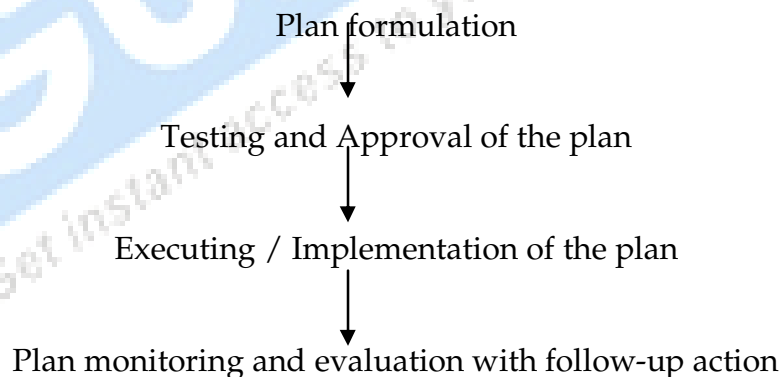 Plan formulation
Testing and Approval of the plan
Executing / Implementation of the plan
Plan monitoring and evaluation with follow-up action